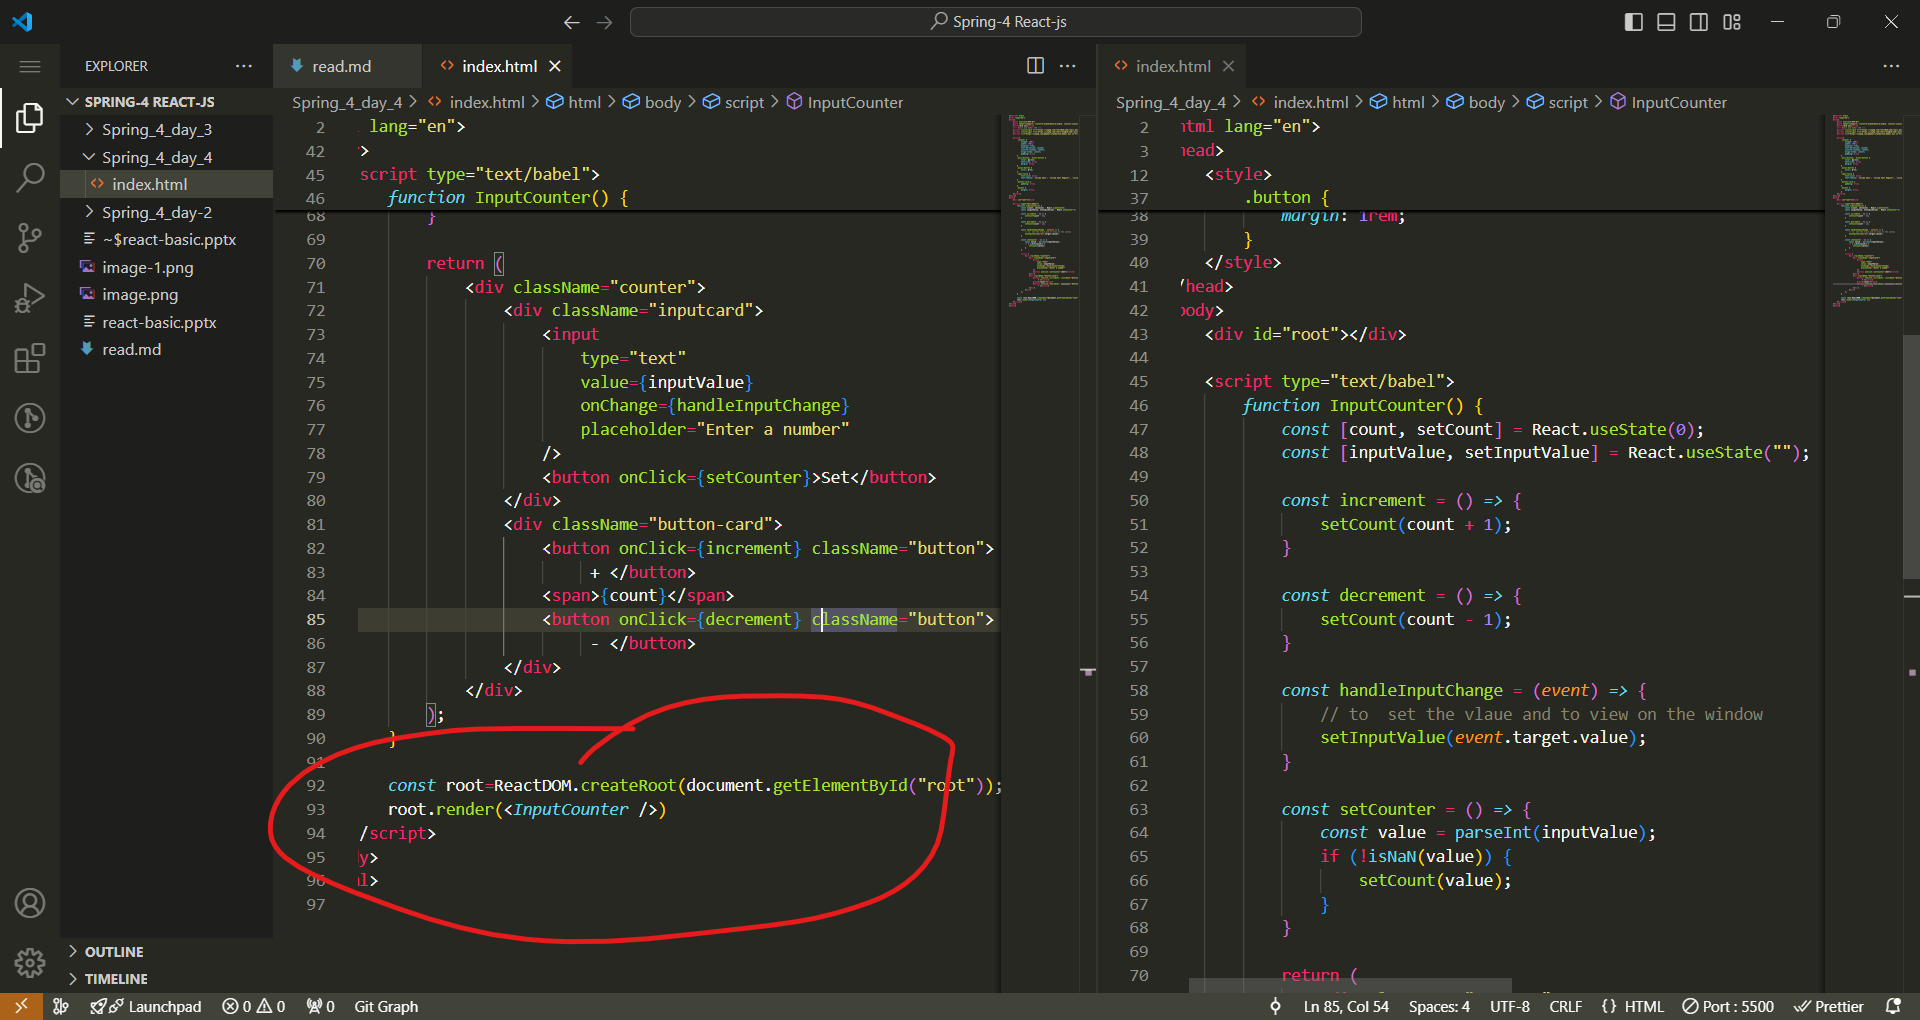 Spring-4 React-js
EXPLORER
SPRING-4 REACT-JS
Spring_4_day_3
Spring_4_day_4
index.html
Spring_4_day-2
~$react-basic.pptx
image-1.png
image.png
react-basic.pptx
read.md
OUTLINE
TIMELINE
read.md
index.html
Spring_4_day_4 > index.html > html > body > script > InputCounter
2 lang="en">
42 >
45 script type="text/babel">
46 function InputCounter() {
68 }
69
70 return (
71 <div className="counter">
72 <div className="inputcard">
73 <input
74 type="text"
75 value={inputValue}
76 onChange={handleInputChange}
77 placeholder="Enter a number"
78 />
79 <button onClick={setCounter}>Set</button>
80 </div>
81 <div className="button-card">
82 <button onClick={increment} className="button">
83 + </button>
84 <span>{count}</span>
85 <button onClick={decrement} className="button">
86 - </button>
87 </div>
88 </div>
89 );
90 }
91
92 const root=ReactDOM.createRoot(document.getElementById("root"));
93 root.render(<InputCounter />)
94 /script>
95 y>
96 l>
97
index.html
Spring_4_day_4 > index.html > html > body > script > InputCounter
2 html lang="en">
3 head>
12 <style>
37 .button {
38 margin: 1rem;
39 }
40 </style>
41 /head>
42 body>
43 <div id="root"></div>
44
45 <script type="text/babel">
46 function InputCounter() {
47 const [count, setCount] = React.useState(0);
48 const [inputValue, setInputValue] = React.useState("");
49
50 const increment = () => {
51 setCount(count + 1);
52 }
53
54 const decrement = () => {
55 setCount(count - 1);
56 }
57
58 const handleInputChange = (event) => {
59 // to  set the vlaue and to view on the window
60 setInputValue(event.target.value);
61 }
62
63 const setCounter = () => {
64 const value = parseInt(inputValue);
65 if (!isNaN(value)) {
66 setCount(value);
67 }
68 }
69
70 return (
Launchpad 0 0 0 Git Graph Ln 85, Col 54 Spaces: 4 UTF-8 CRLF {} HTML Port : 5500 Prettier